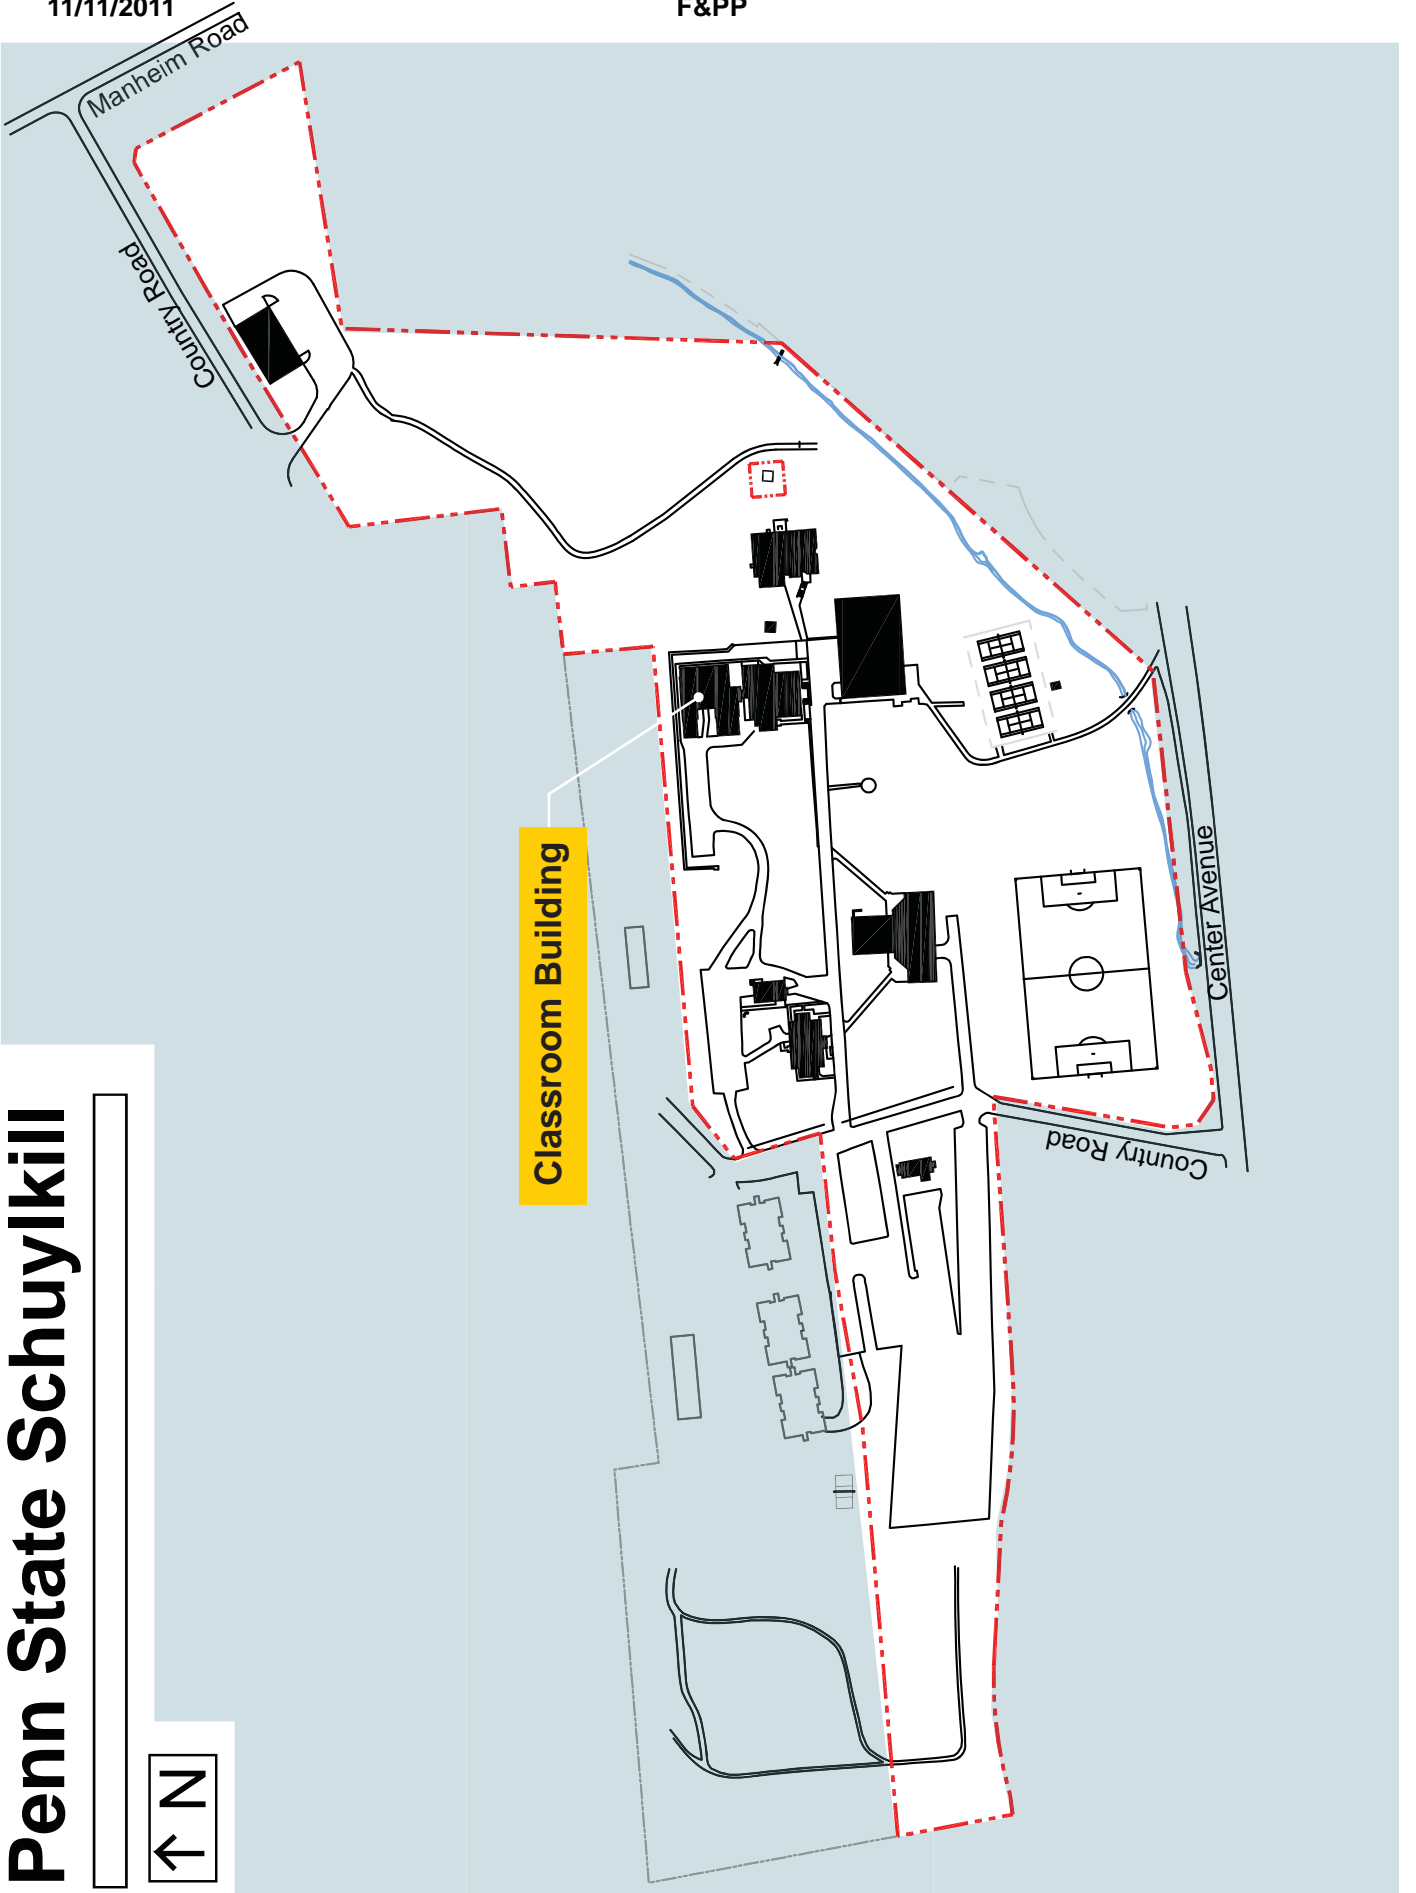 11/11/2011
F&PP
Penn State Schuylkill
N
Manheim Road
Country Road
Classroom Building
Center Avenue
Country Road